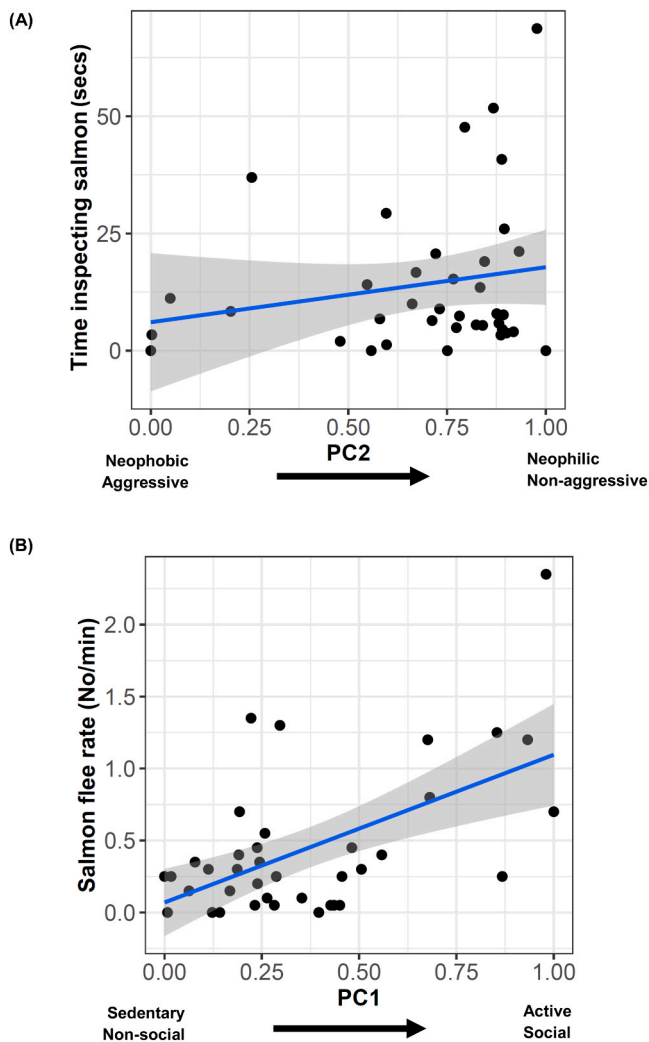 (A)
Time inspecting salmon (secs)
50
25
0
0.00 0.25 0.50 0.75 1.00
PC2
Neophobic
Aggressive
Neophilic
Non-aggressive
(B)
Salmon flee rate (No/min)
2.0
1.5
1.0
0.5
0.0
0.00 0.25 0.50 0.75 1.00
PC1
Sedentary
Non-social
Active
Social